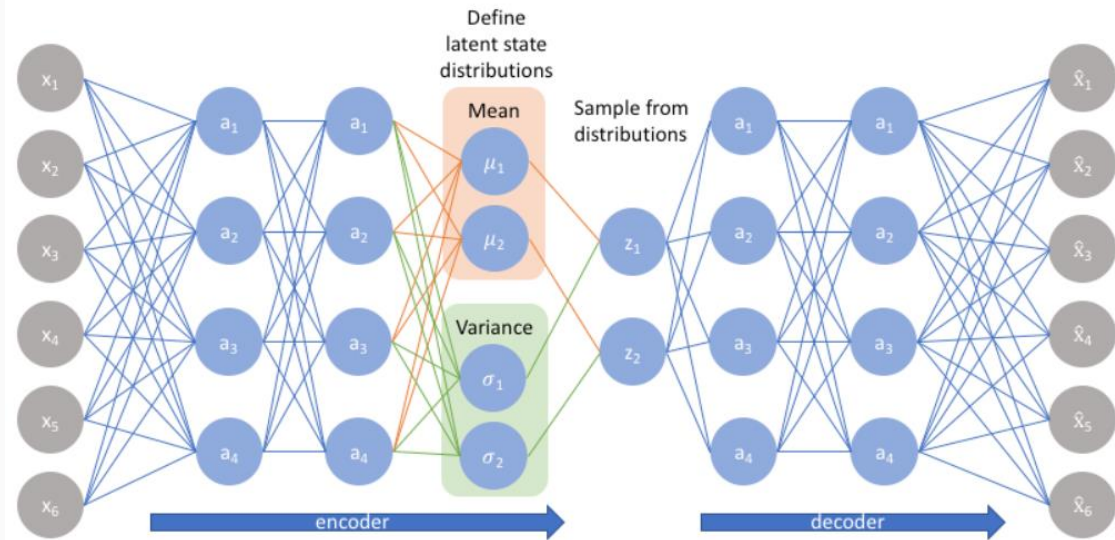 Define
latent state
distributions
Mean
Sample from
distributions
x₁
x₂
x₃
x₄
x₅
x₆
a₁
a₂
a₃
a₄
a₁
a₂
a₃
a₄
μ₁
μ₂
Variance
σ₁
σ₂
z₁
z₂
a₁
a₂
a₃
a₄
a₁
a₂
a₃
a₄
x̂₁
x̂₂
x̂₃
x̂₄
x̂₅
x̂₆
encoder
decoder